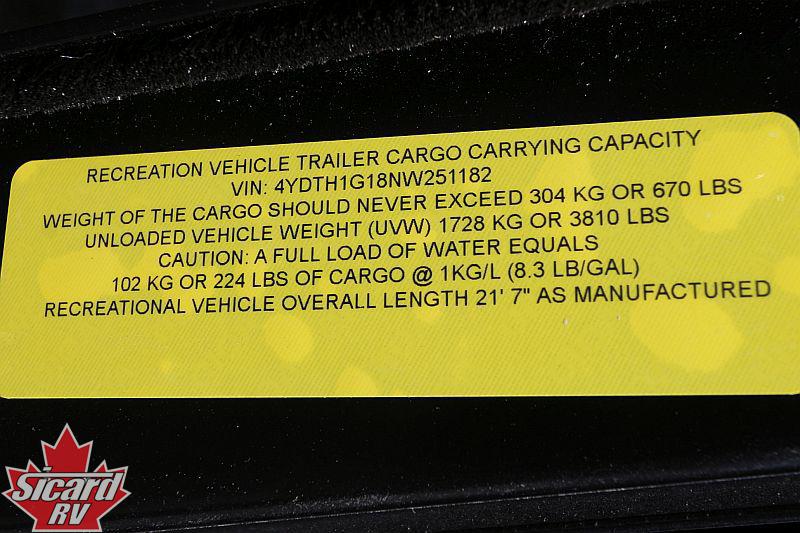 RECREATION VEHICLE TRAILER CARGO CARRYING CAPACITY
VIN: 4YDTH1G18NW251182
WEIGHT OF THE CARGO SHOULD NEVER EXCEED 304 KG OR 670 LBS
UNLOADED VEHICLE WEIGHT (UVW) 1728 KG OR 3810 LBS
CAUTION: A FULL LOAD OF WATER EQUALS
102 KG OR 224 LBS OF CARGO @ 1KG/L (8.3 LB/GAL)
RECREATIONAL VEHICLE OVERALL LENGTH 21' 7" AS MANUFACTURED
Sicard
RV